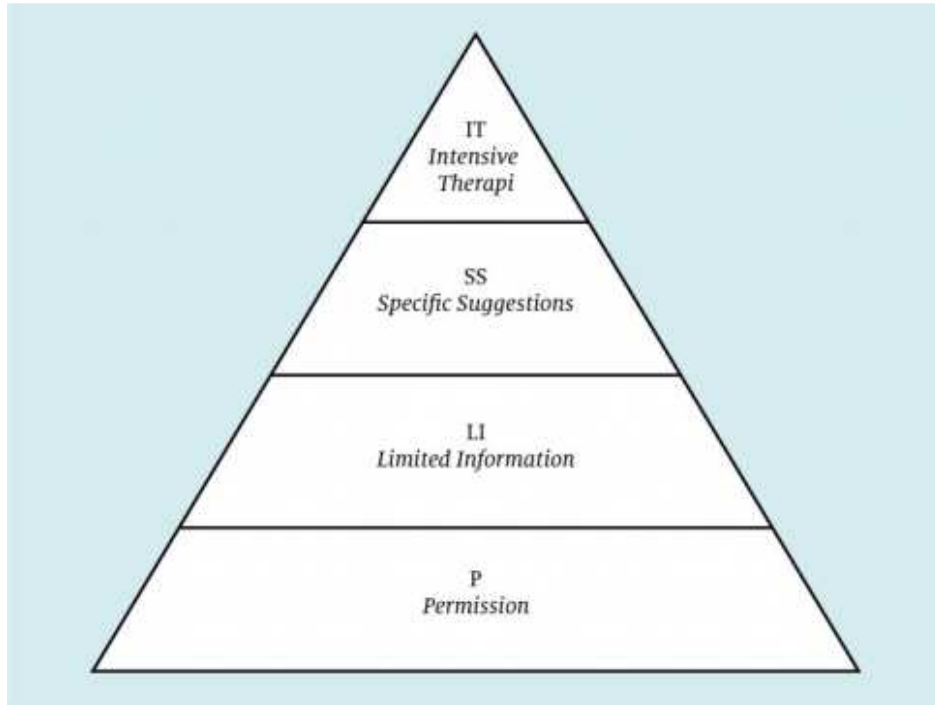 IT
Intensive
Therapi
SS
Specific Suggestions
LI
Limited Information
P
Permission